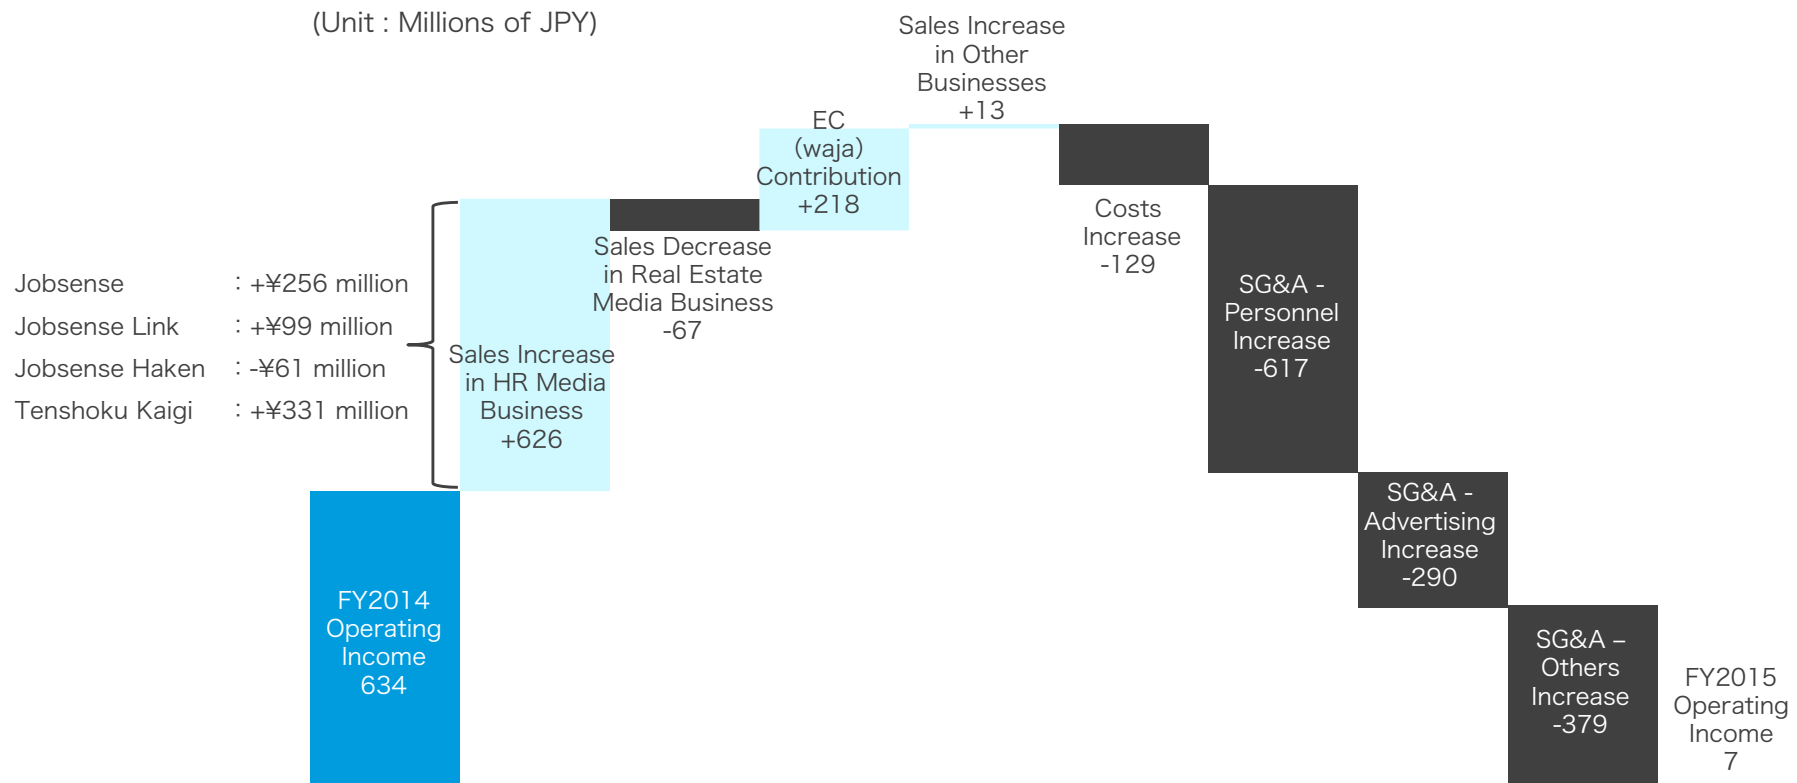 (Unit : Millions of JPY)
Sales Increase
in Other
Businesses
+13
EC
（waja）
Contribution
+218
Sales Decrease
in Real Estate
Media Business
-67
Costs
Increase
-129
Jobsense : +¥256 million
Jobsense Link : +¥99 million
Jobsense Haken : -¥61 million
Tenshoku Kaigi : +¥331 million
Sales Increase
in HR Media
Business
+626
SG&A -
Personnel
Increase
-617
SG&A -
Advertising
Increase
-290
FY2014
Operating
Income
634
SG&A –
Others
Increase
-379
FY2015
Operating
Income
7